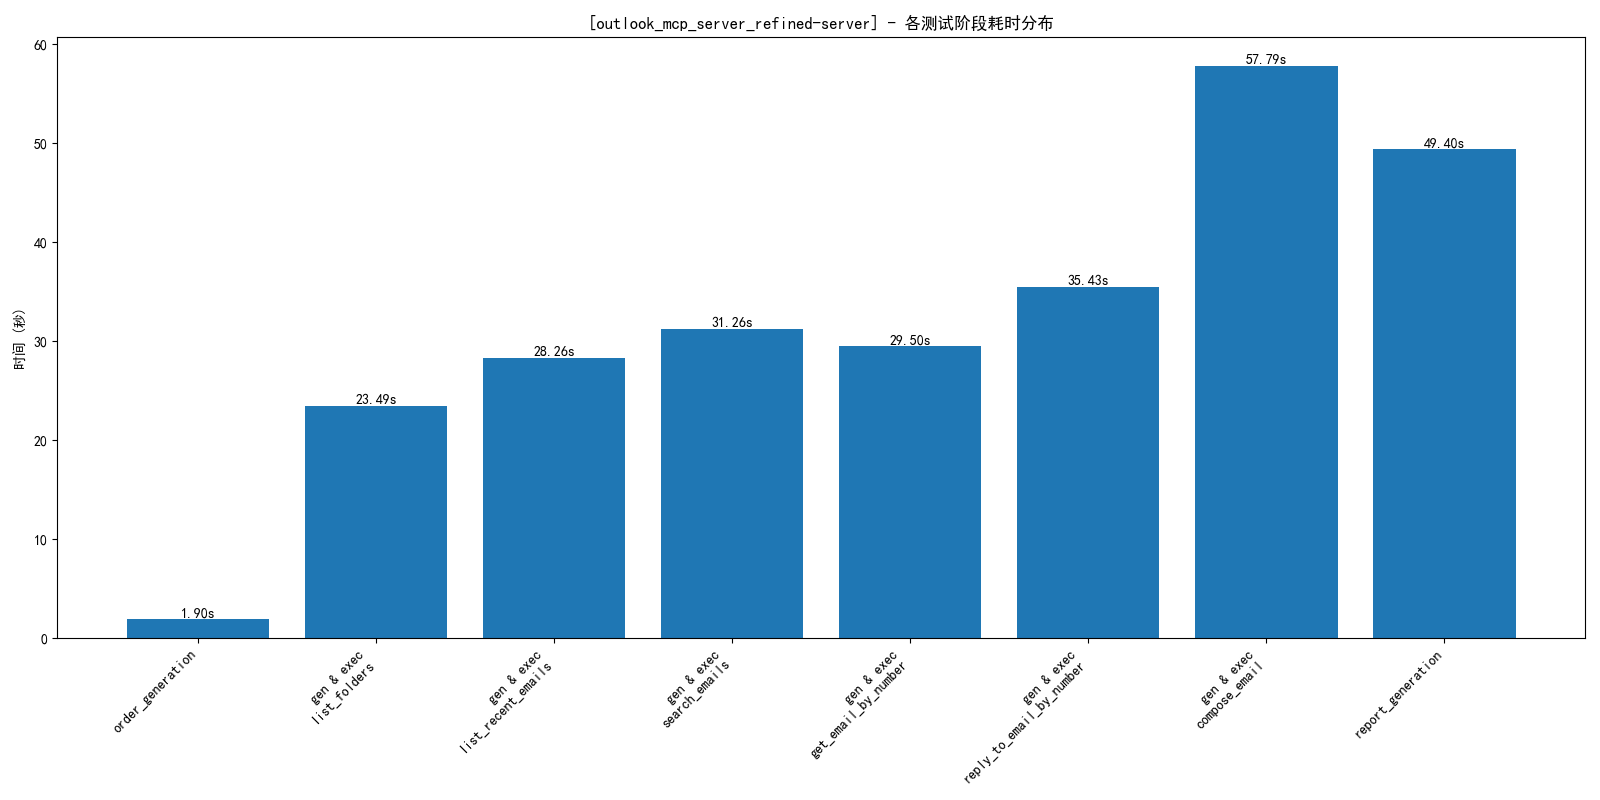 [outlook_mcp_server_refined-server] - 各测试阶段耗时分布
时间 (秒)
60
50
40
30
20
10
0
1.90s
23.49s
28.26s
31.26s
29.50s
35.43s
57.79s
49.40s
order_generation
gen & exec
list_folders
gen & exec
list_recent_emails
gen & exec
search_emails
gen & exec
get_email_by_number
gen & exec
reply_to_email_by_number
gen & exec
compose_email
report_generation